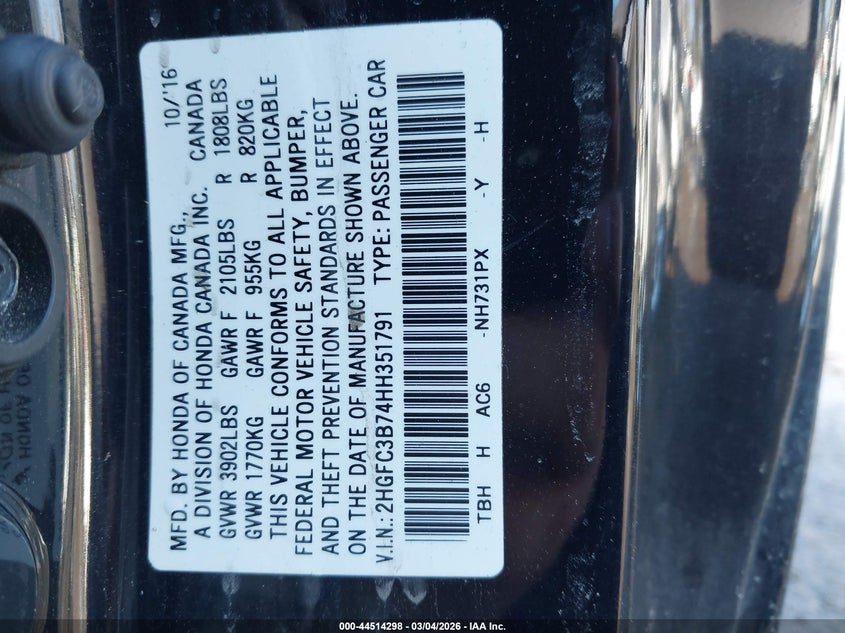 MFD. BY HONDA OF CANADA MFG., 10/'16
A DIVISION OF HONDA CANADA INC. CANADA
GVWR 3902LBS GAWR F 2105LBS R 1808LBS
GVWR 1770KG GAWR F 955KG R 820KG
THIS VEHICLE CONFORMS TO ALL APPLICABLE
FEDERAL MOTOR VEHICLE SAFETY, BUMPER,
AND THEFT PREVENTION STANDARDS IN EFFECT
ON THE DATE OF MANUFACTURE SHOWN ABOVE.
V.I.N.: 2HGFC3B74HH351791 TYPE: PASSENGER CAR
TBH H AC6 -NH731PX -Y -H
000-44514298 - 03/04/2026 - IAA Inc.